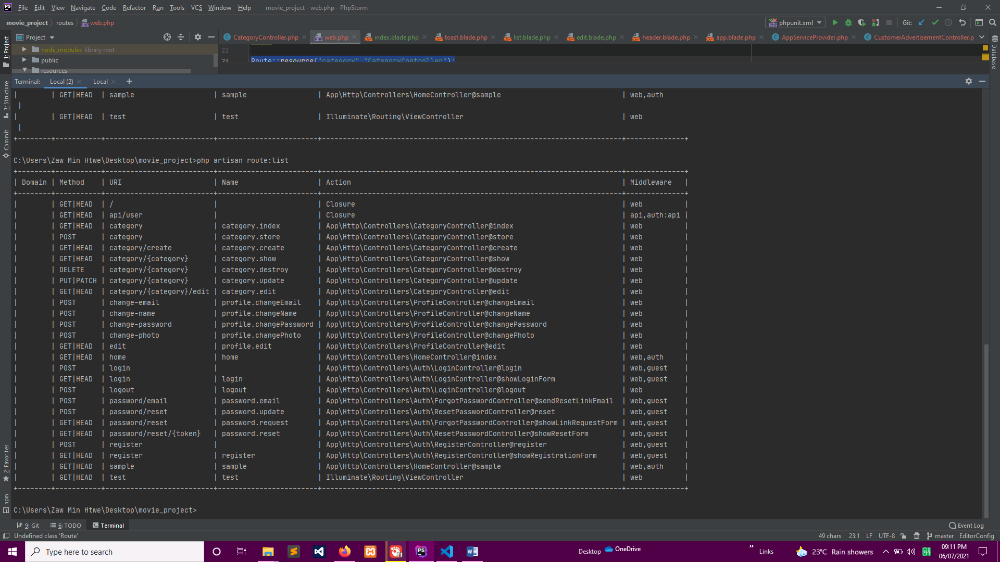 File Edit View Navigate Code Refactor Run Tools VCS Window Help movie_project - web.php - PhpStorm
movie_project routes web.php phpunit.xml Git:
Project CategoryController.php web.php index.blade.php toast.blade.php list.blade.php edit.blade.php header.blade.php app.blade.php AppServiceProvider.php CustomerAdvertisementController.p
1: Project
7: Structure
Commit
2: Favorites
npm
Database
node_modules library root
public
resources
22
23 Route::resource("category","CategoryController");
Terminal: Local (2) Local +
| | GET|HEAD | sample | sample | App\Http\Controllers\HomeController@sample | web,auth
|
| | GET|HEAD | test | test | Illuminate\Routing\ViewController | web
|
+--------+-----------+--------------------------+------------------------+------------------------------------------------------------------------+--------------+
C:\Users\Zaw Min Htwe\Desktop\movie_project>php artisan route:list
+--------+-----------+--------------------------+------------------------+------------------------------------------------------------------------+--------------+
| Domain | Method | URI | Name | Action | Middleware |
+--------+-----------+--------------------------+------------------------+------------------------------------------------------------------------+--------------+
| | GET|HEAD | / | | Closure | web |
| | GET|HEAD | api/user | | Closure | api,auth:api |
| | GET|HEAD | category | category.index | App\Http\Controllers\CategoryController@index | web |
| | POST | category | category.store | App\Http\Controllers\CategoryController@store | web |
| | GET|HEAD | category/create | category.create | App\Http\Controllers\CategoryController@create | web |
| | GET|HEAD | category/{category} | category.show | App\Http\Controllers\CategoryController@show | web |
| | DELETE | category/{category} | category.destroy | App\Http\Controllers\CategoryController@destroy | web |
| | PUT|PATCH | category/{category} | category.update | App\Http\Controllers\CategoryController@update | web |
| | GET|HEAD | category/{category}/edit | category.edit | App\Http\Controllers\CategoryController@edit | web |
| | POST | change-email | profile.changeEmail | App\Http\Controllers\ProfileController@changeEmail | web |
| | POST | change-name | profile.changeName | App\Http\Controllers\ProfileController@changeName | web |
| | POST | change-password | profile.changePassword | App\Http\Controllers\ProfileController@changePassword | web |
| | POST | change-photo | profile.changePhoto | App\Http\Controllers\ProfileController@changePhoto | web |
| | GET|HEAD | edit | profile.edit | App\Http\Controllers\ProfileController@edit | web |
| | GET|HEAD | home | home | App\Http\Controllers\HomeController@index | web,auth |
| | POST | login | | App\Http\Controllers\Auth\LoginController@login | web,guest |
| | GET|HEAD | login | login | App\Http\Controllers\Auth\LoginController@showLoginForm | web,guest |
| | POST | logout | logout | App\Http\Controllers\Auth\LoginController@logout | web |
| | POST | password/email | password.email | App\Http\Controllers\Auth\ForgotPasswordController@sendResetLinkEmail | web,guest |
| | POST | password/reset | password.update | App\Http\Controllers\Auth\ResetPasswordController@reset | web,guest |
| | GET|HEAD | password/reset | password.request | App\Http\Controllers\Auth\ForgotPasswordController@showLinkRequestForm | web,guest |
| | GET|HEAD | password/reset/{token} | password.reset | App\Http\Controllers\Auth\ResetPasswordController@showResetForm | web,guest |
| | POST | register | | App\Http\Controllers\Auth\RegisterController@register | web,guest |
| | GET|HEAD | register | register | App\Http\Controllers\Auth\RegisterController@showRegistrationForm | web,guest |
| | GET|HEAD | sample | sample | App\Http\Controllers\HomeController@sample | web,auth |
| | GET|HEAD | test | test | Illuminate\Routing\ViewController | web |
+--------+-----------+--------------------------+------------------------+------------------------------------------------------------------------+--------------+
C:\Users\Zaw Min Htwe\Desktop\movie_project>
9: Git 6: TODO Terminal Event Log
Undefined class 'Route' 49 chars 23:1 LF UTF-8 master EditorConfig
Type here to search Desktop OneDrive » Links 23°C Rain showers 09:11 PM
06/07/2021